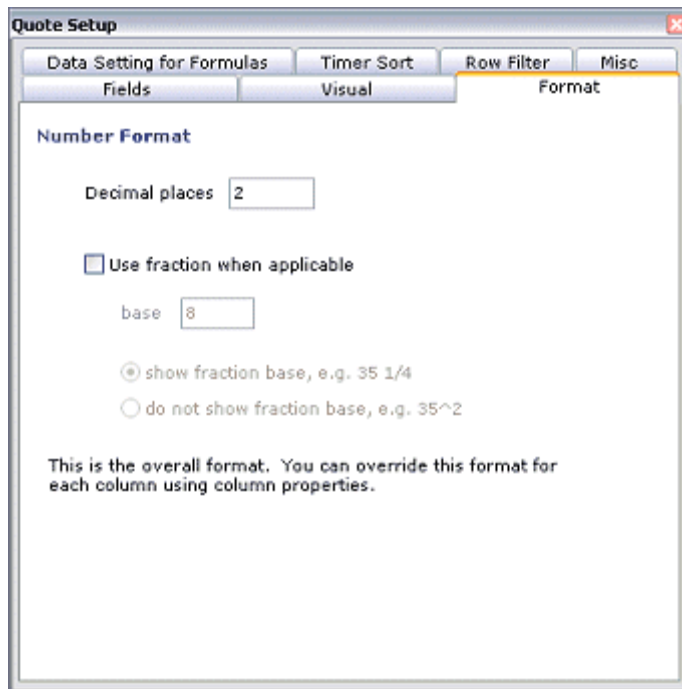 Quote Setup
Data Setting for Formulas Timer Sort Row Filter Misc
Fields Visual Format
Number Format
Decimal places 2
Use fraction when applicable
base 8
show fraction base, e.g. 35 1/4
do not show fraction base, e.g. 35^2
This is the overall format. You can override this format for
each column using column properties.